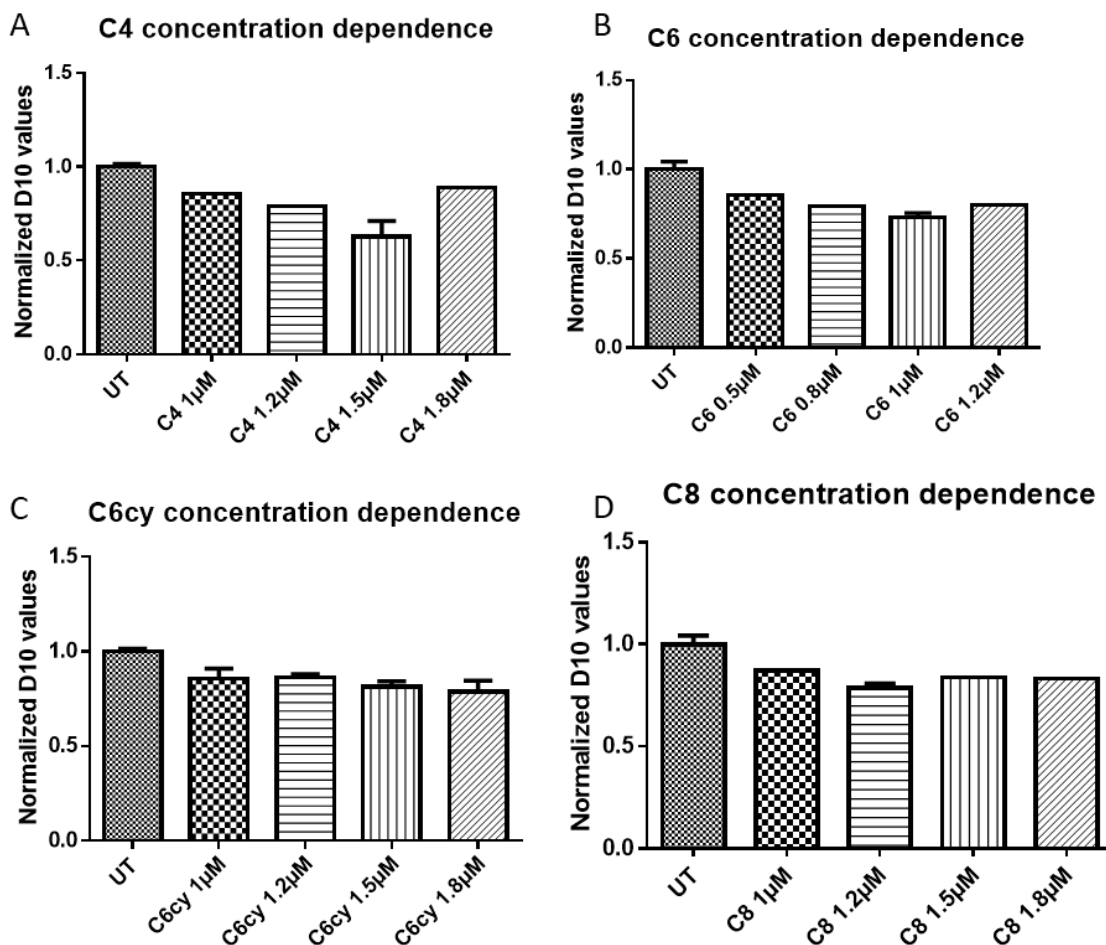 A
C4 concentration dependence
Normalized D10 values
1.5
1.0
0.5
0.0
UT
C4 1µM
C4 1.2µM
C4 1.5µM
C4 1.8µM
B
C6 concentration dependence
Normalized D10 values
1.5
1.0
0.5
0.0
UT
C6 0.5µM
C6 0.8µM
C6 1µM
C6 1.2µM
C
C6cy concentration dependence
Normalized D10 values
1.5
1.0
0.5
0.0
UT
C6cy 1µM
C6cy 1.2µM
C6cy 1.5µM
C6cy 1.8µM
D
C8 concentration dependence
Normalized D10 values
1.5
1.0
0.5
0.0
UT
C8 1µM
C8 1.2µM
C8 1.5µM
C8 1.8µM